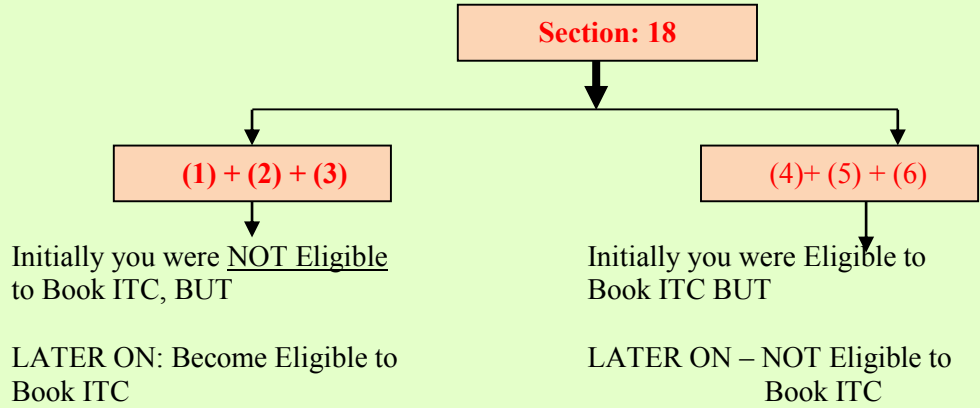 Section: 18
(1) + (2) + (3)
(4)+ (5) + (6)
Initially you were NOT Eligible
to Book ITC, BUT
LATER ON: Become Eligible to
Book ITC
Initially you were Eligible to
Book ITC BUT
LATER ON – NOT Eligible to
Book ITC